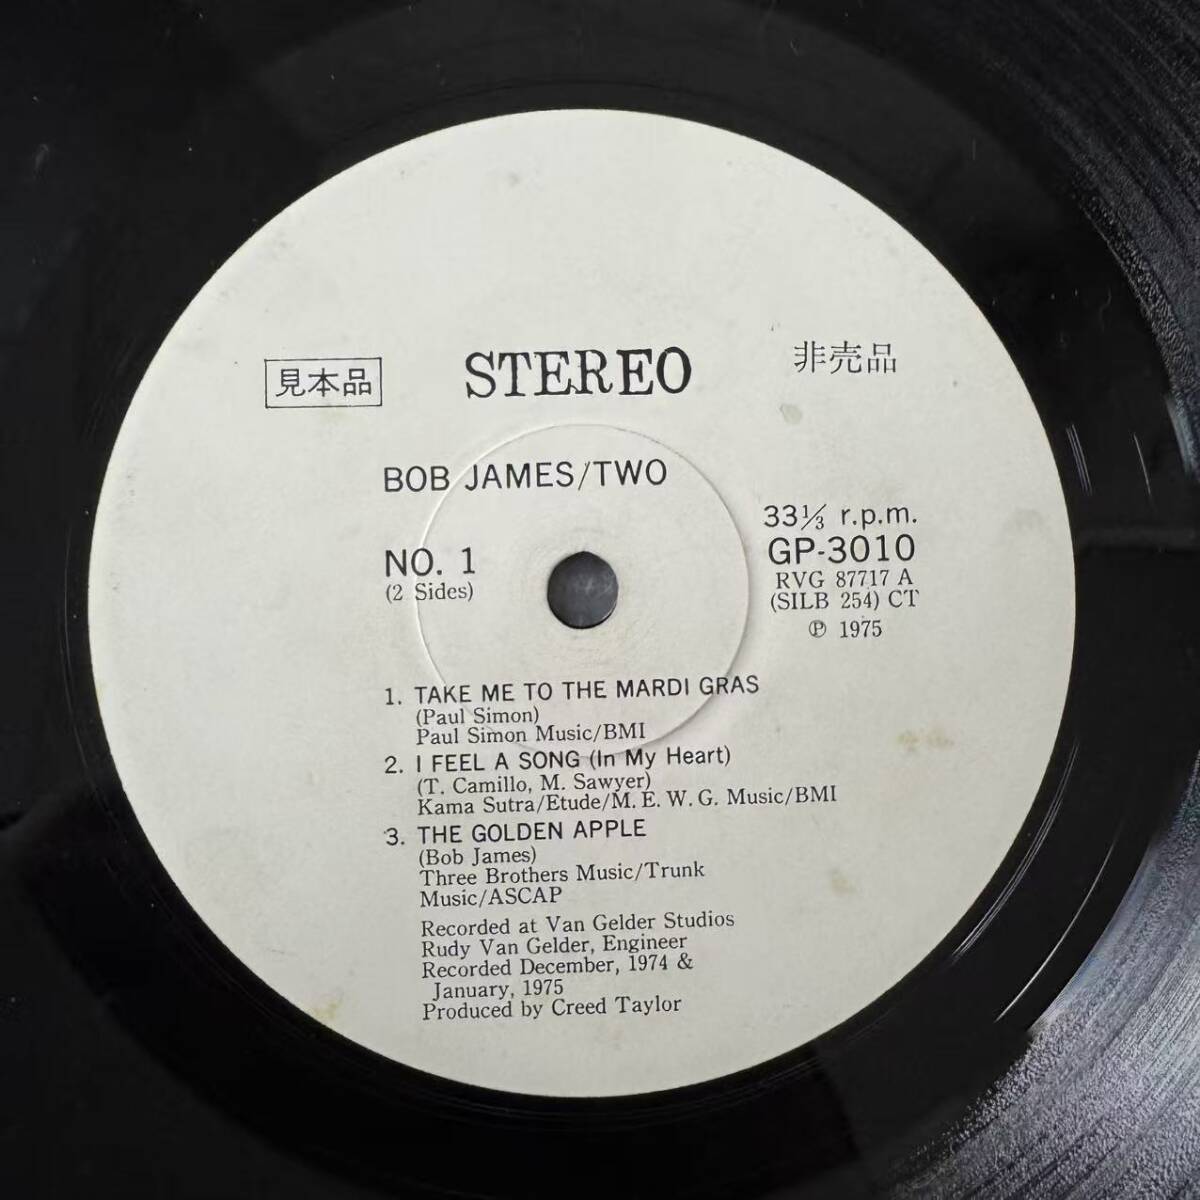 見本品
STEREO
非売品
BOB JAMES/TWO
NO. 1
(2 Sides)
33⅓ r.p.m.
GP-3010
RVG 87717 A
(SILB 254) CT
℗ 1975
1. TAKE ME TO THE MARDI GRAS
(Paul Simon)
Paul Simon Music/BMI
2. I FEEL A SONG (In My Heart)
(T. Camillo, M. Sawyer)
Kama Sutra/Etude/M. E. W. G. Music/BMI
3. THE GOLDEN APPLE
(Bob James)
Three Brothers Music/Trunk
Music/ASCAP
Recorded at Van Gelder Studios
Rudy Van Gelder, Engineer
Recorded December, 1974 &
January, 1975
Produced by Creed Taylor